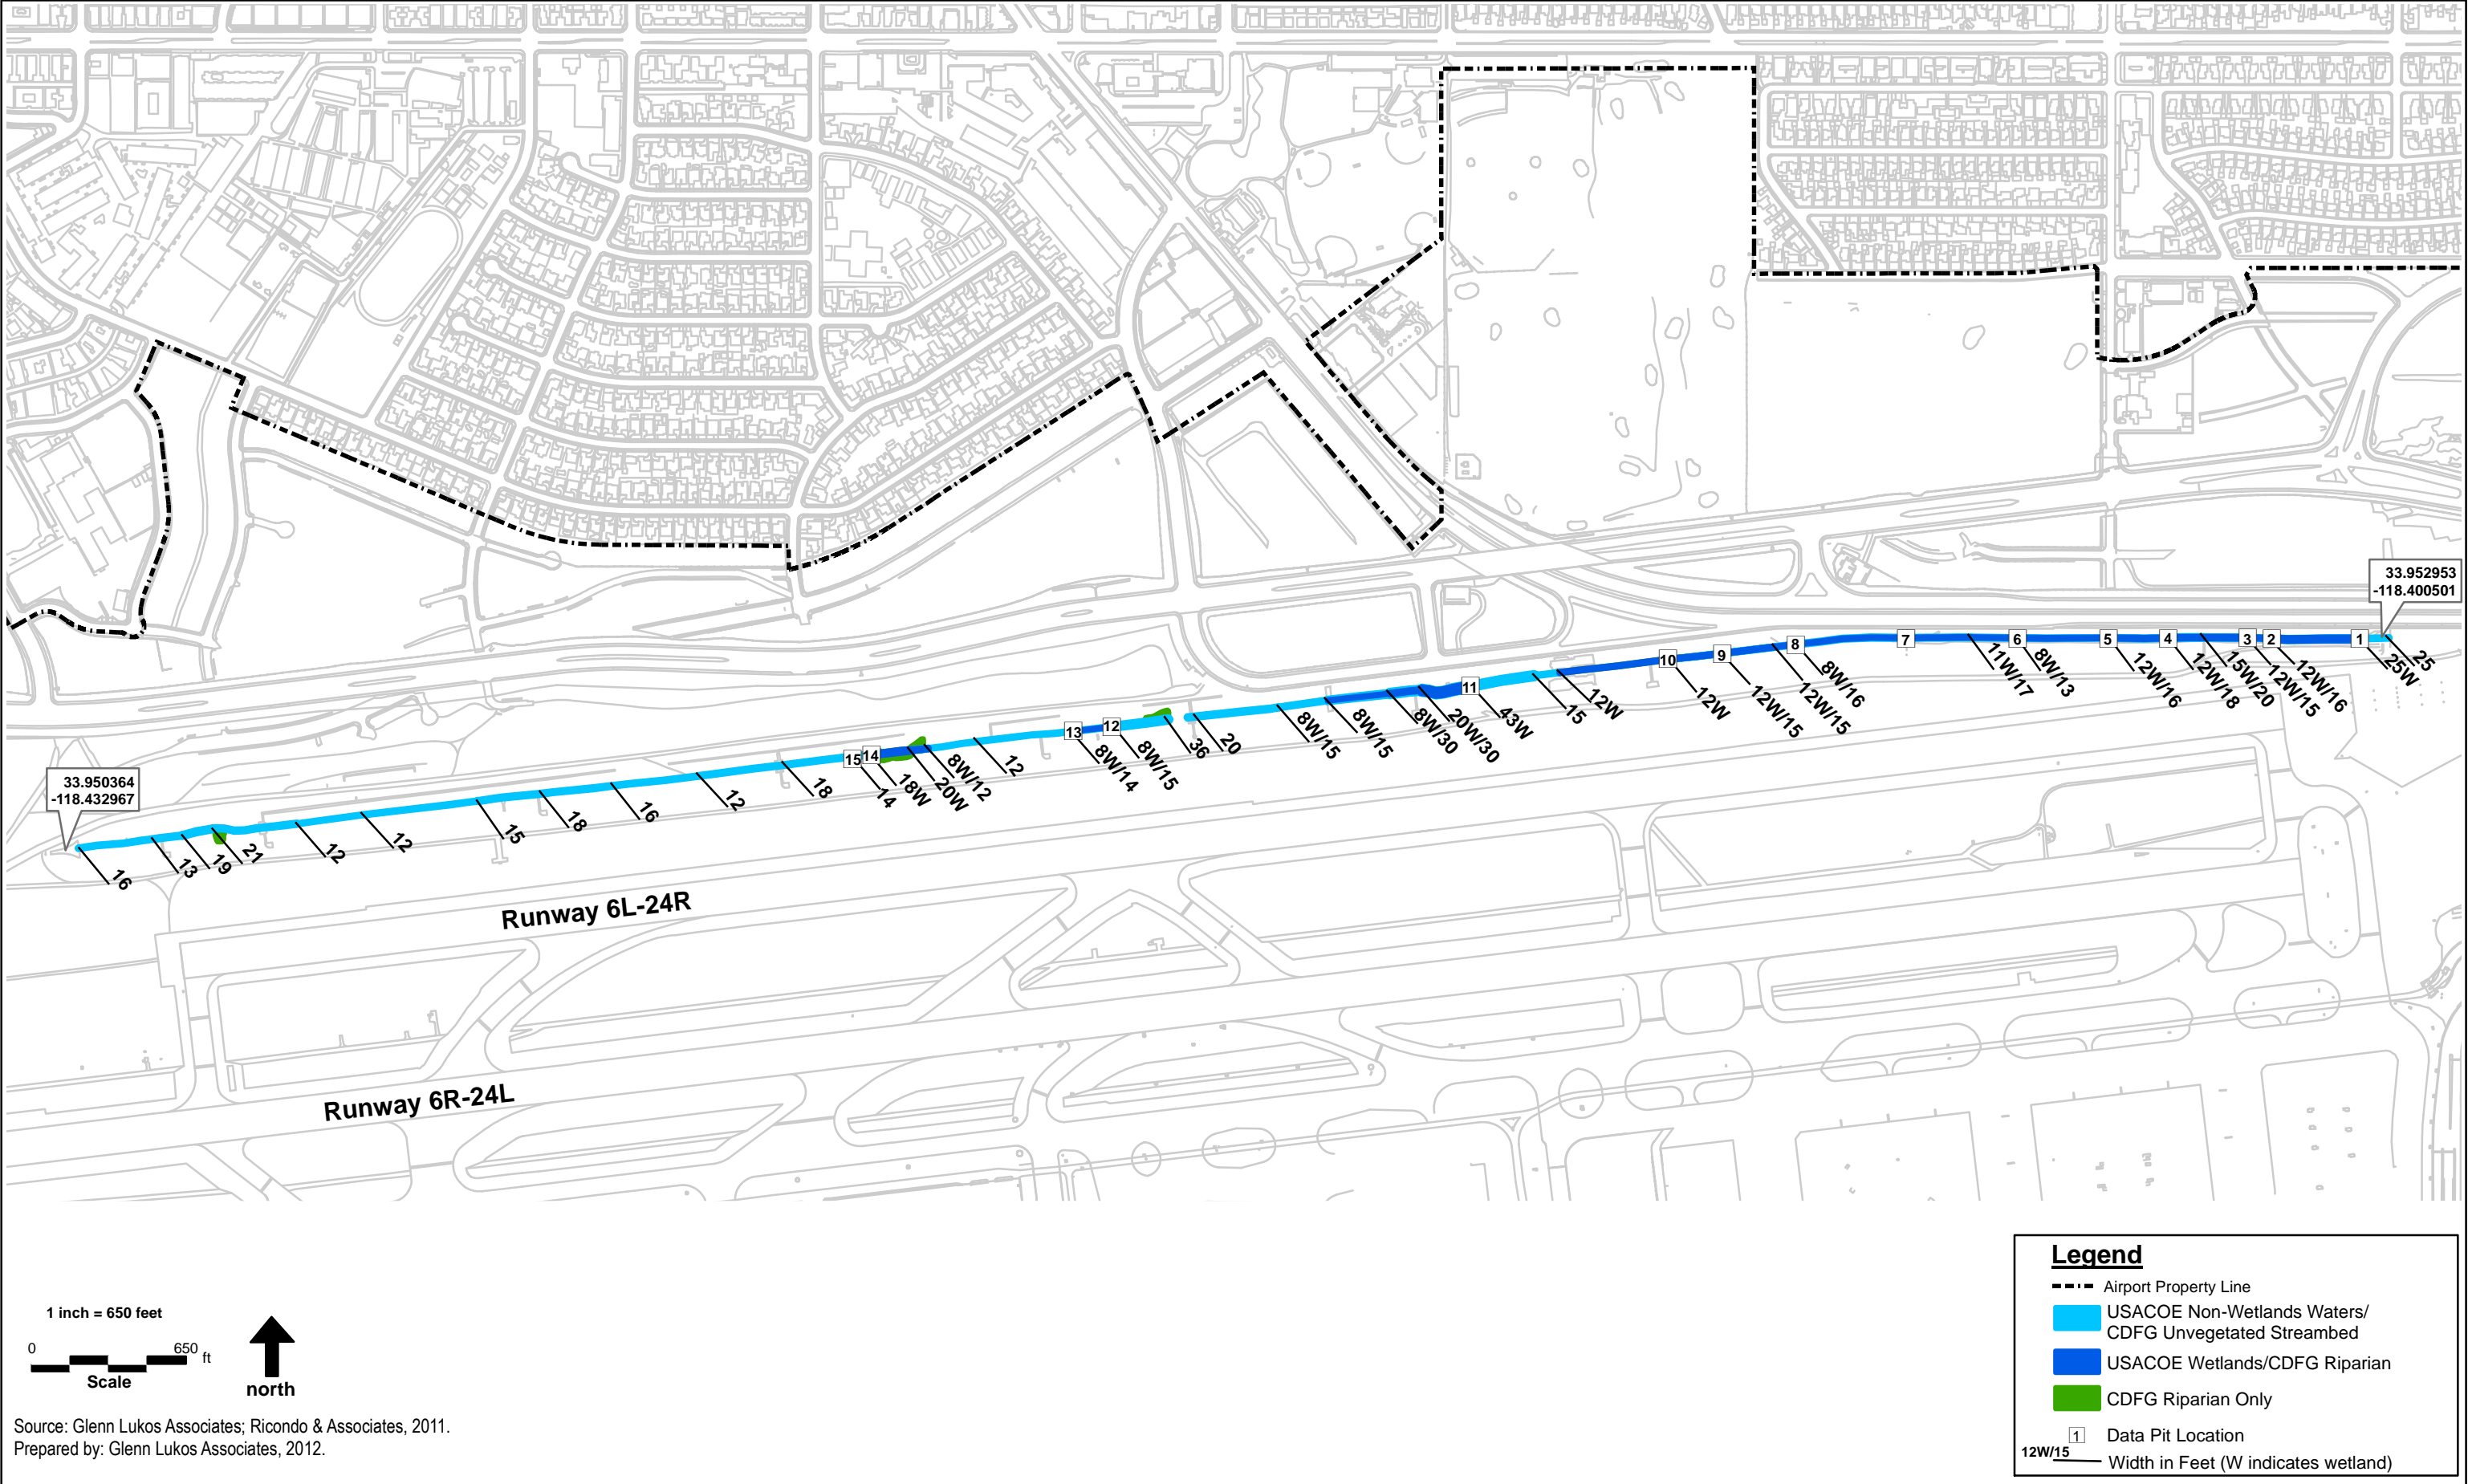 33.952953
-118.400501
1
2
3
4
5
6
7
8
9
10
11
12
13
14
15
25
25W
12W/16
12W/15
15W/20
12W/18
12W/16
8W/13
11W/17
8W/16
12W/15
12W/15
12W
12W
15
43W
20W/30
8W/30
8W/15
8W/15
20
36
8W/15
8W/14
12
8W/12
20W
18W
14
18
12
16
18
15
12
12
21
19
13
16
33.950364
-118.432967
Runway 6L-24R
Runway 6R-24L
1 inch = 650 feet
0 650 ft
Scale
north
Source: Glenn Lukos Associates; Ricondo & Associates, 2011.
Prepared by: Glenn Lukos Associates, 2012.
Legend
Airport Property Line
USACOE Non-Wetlands Waters/
CDFG Unvegetated Streambed
USACOE Wetlands/CDFG Riparian
CDFG Riparian Only
1 Data Pit Location
12W/15 Width in Feet (W indicates wetland)